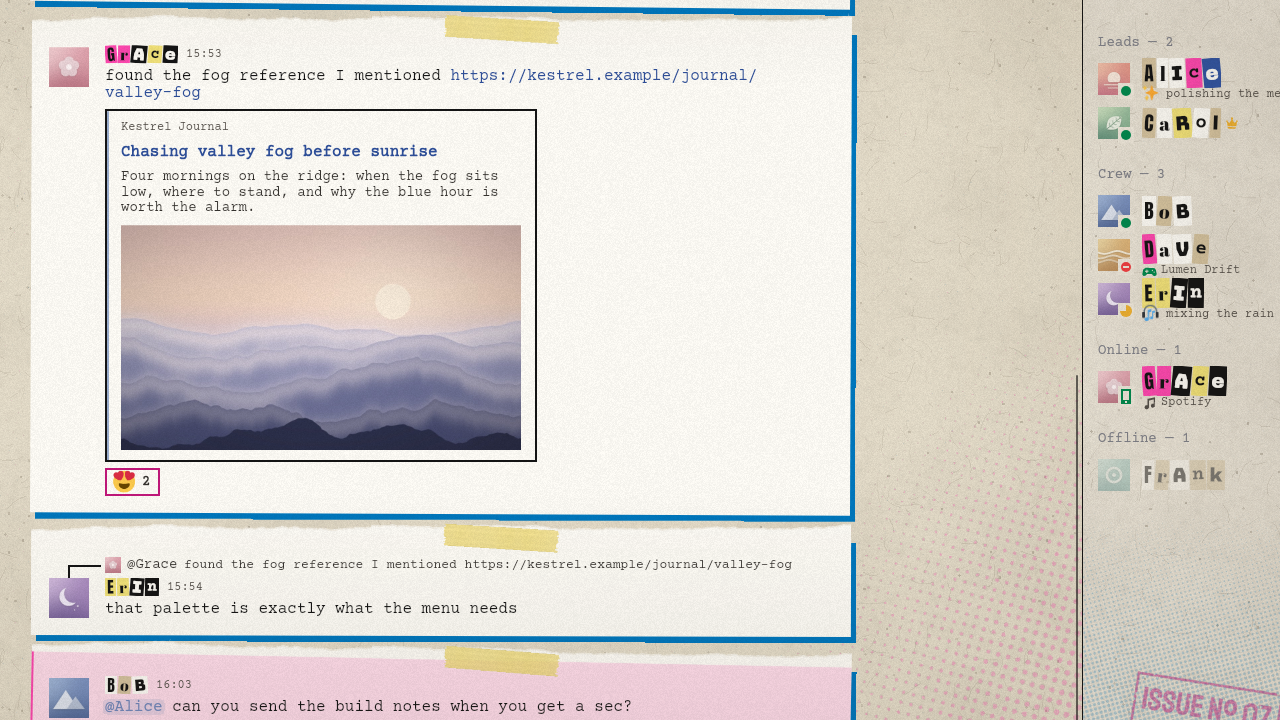 Grace 15:53
found the fog reference I mentioned https://kestrel.example/journal/
valley-fog
Kestrel Journal
Chasing valley fog before sunrise
Four mornings on the ridge: when the fog sits
low, where to stand, and why the blue hour is
worth the alarm.
2
@Grace found the fog reference I mentioned https://kestrel.example/journal/valley-fog
ErIn 15:54
that palette is exactly what the menu needs
BoB 16:03
@Alice can you send the build notes when you get a sec?
Leads — 2
AlIce
polishing the me
CaRol
Crew — 3
BoB
DaVe
Lumen Drift
ErIn
mixing the rain
Online — 1
GrAce
Spotify
Offline — 1
FrAnk
ISSUE Nº 07